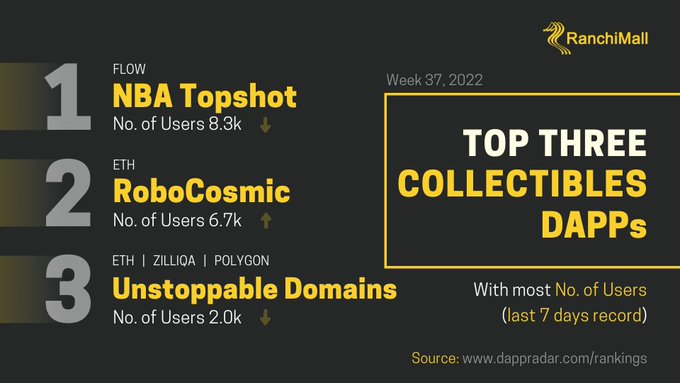 RanchiMall
Week 37, 2022
TOP THREE
COLLECTIBLES
DAPPs
With most No. of Users
(last 7 days record)
1
FLOW
NBA Topshot
No. of Users 8.3k
2
ETH
RoboCosmic
No. of Users 6.7k
3
ETH | ZILLIQA | POLYGON
Unstoppable Domains
No. of Users 2.0k
Source: www.dappradar.com/rankings